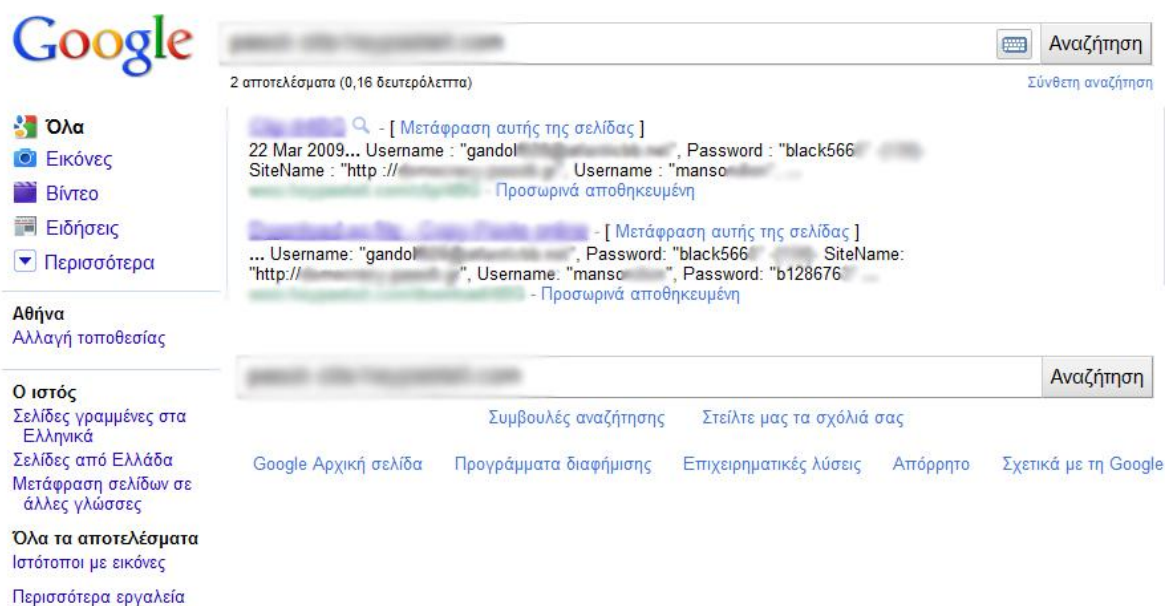 Google
Αναζήτηση
2 αποτελέσματα (0,16 δευτερόλεπτα)
Σύνθετη αναζήτηση
Όλα
Εικόνες
Βίντεο
Ειδήσεις
Περισσότερα
Αθήνα
Αλλαγή τοποθεσίας
Ο ιστός
Σελίδες γραμμένες στα
Ελληνικά
Σελίδες από Ελλάδα
Μετάφραση σελίδων σε
άλλες γλώσσες
Όλα τα αποτελέσματα
Ιστότοποι με εικόνες
Περισσότερα εργαλεία
- [ Μετάφραση αυτής της σελίδας ]
22 Mar 2009... Username : "gandol ", Password : "black566
SiteName : "http :// ", Username : "manso
- Προσωρινά αποθηκευμένη
- [ Μετάφραση αυτής της σελίδας ]
... Username: "gandol ", Password: "black566 SiteName:
"http:// ", Username: "manso ", Password: "b128676
- Προσωρινά αποθηκευμένη
Αναζήτηση
Συμβουλές αναζήτησης Στείλτε μας τα σχόλιά σας
Google Αρχική σελίδα Προγράμματα διαφήμισης Επιχειρηματικές λύσεις Απόρρητο Σχετικά με τη Google